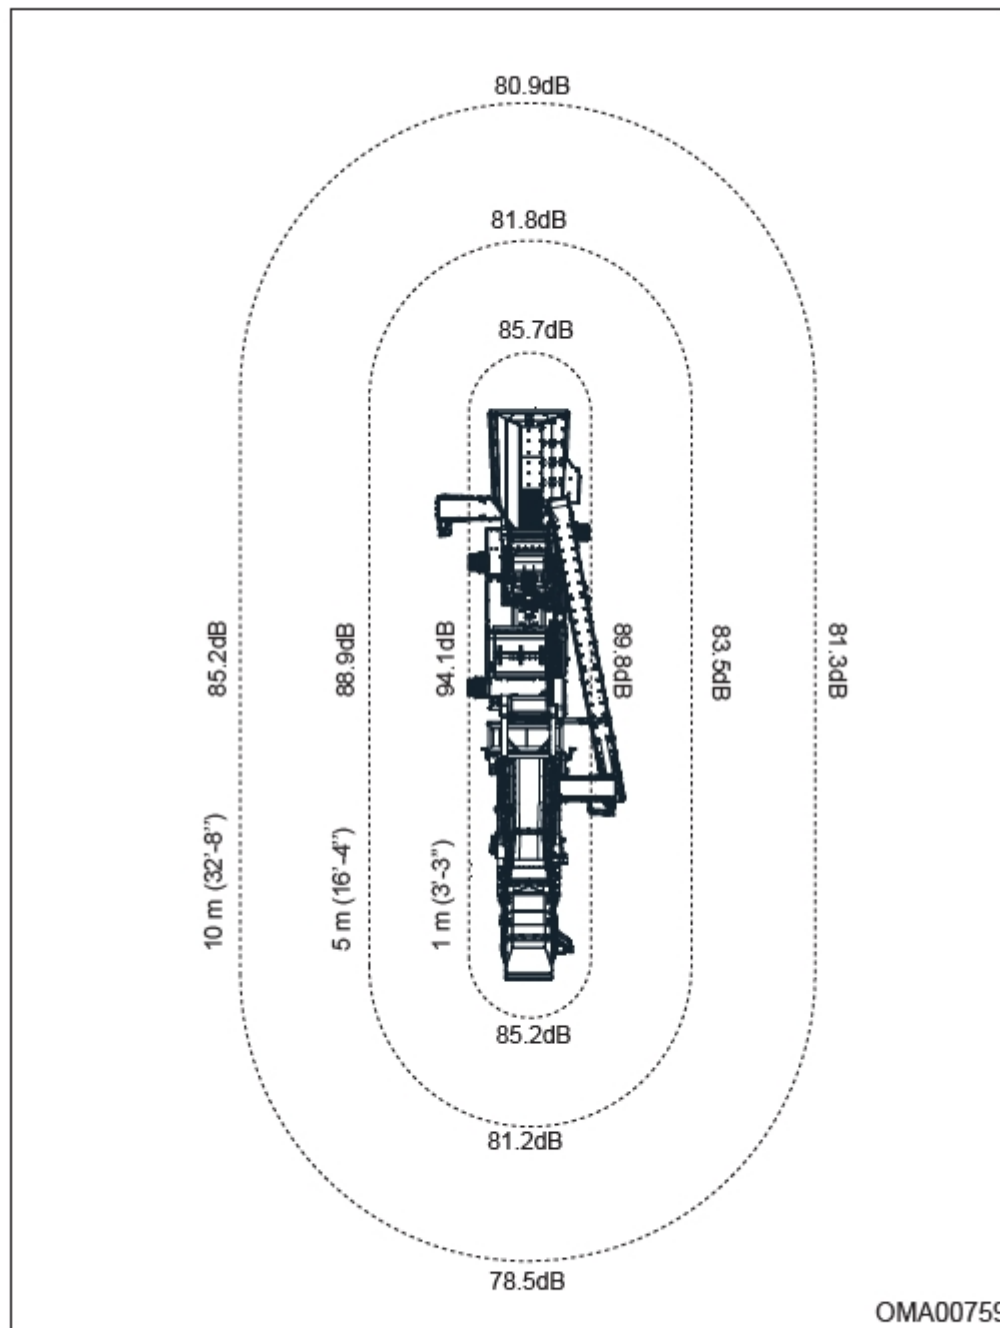 80.9dB
81.8dB
85.7dB
85.2dB
88.9dB
94.1dB
89.8dB
83.5dB
81.3dB
10 m (32'-8")
5 m (16'-4")
1 m (3'-3")
85.2dB
81.2dB
78.5dB
OMA00759